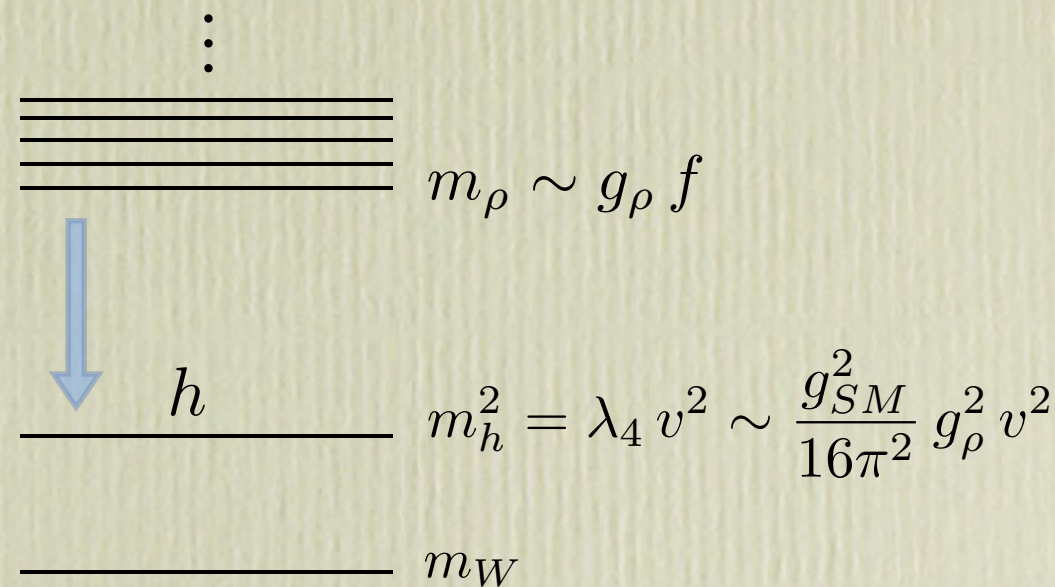 ⋮
m_ρ ∼ g_ρ f
h
m_h^2 = λ_4 v^2 ∼ \frac{g_{SM}^2}{16π^2} g_ρ^2 v^2
m_W